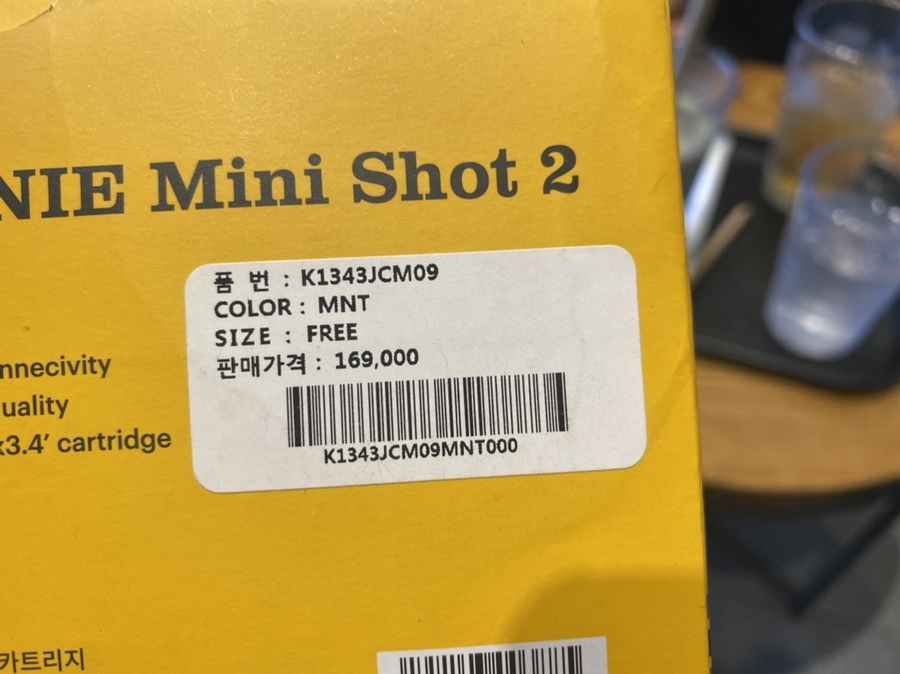 NIE Mini Shot 2
품 번 : K1343JCM09
COLOR : MNT
SIZE : FREE
판매가격 : 169,000
K1343JCM09MNT000
nnecivity
uality
x3.4' cartridge
카트리지